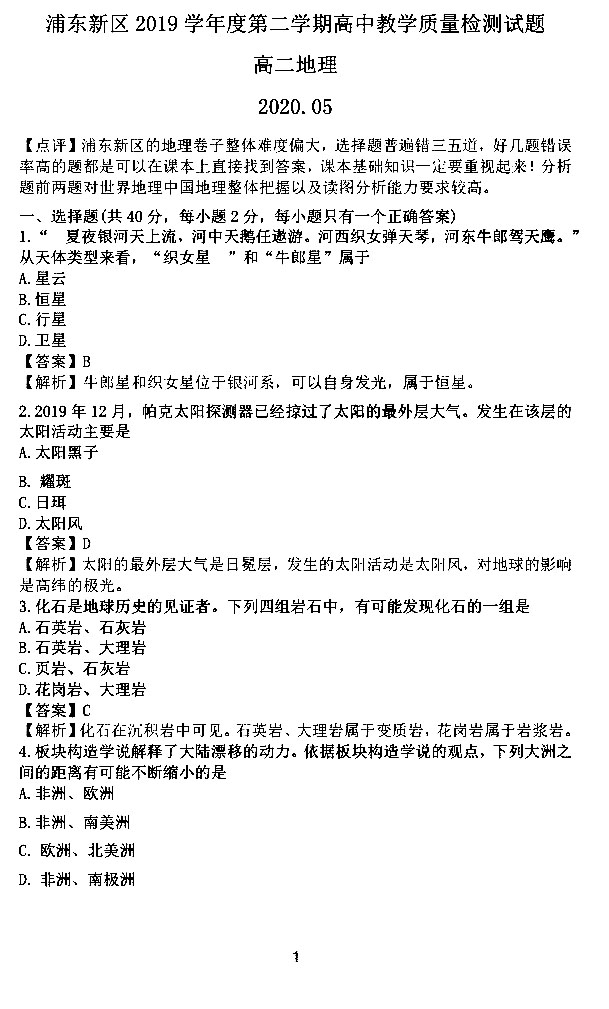 浦东新区 2019 学年度第二学期高中教学质量检测试题
高二地理
2020.05
【点评】浦东新区的地理卷子整体难度偏大，选择题普遍错三五道，好几题错误
率高的题都是可以在课本上直接找到答案，课本基础知识一定要重视起来！分析
题前两题对世界地理中国地理整体把握以及读图分析能力要求较高。
一、选择题(共 40 分，每小题 2 分，每小题只有一个正确答案)
1. “ 夏夜银河天上流，河中天鹅任遨游。河西织女弹天琴，河东牛郎驾天鹰。”
从天体类型来看，“织女星 ”和“牛郎星”属于
A. 星云
B. 恒星
C. 行星
D. 卫星
【答案】B
【解析】牛郎星和织女星位于银河系，可以自身发光，属于恒星。
2. 2019 年 12 月，帕克太阳探测器已经掠过了太阳的最外层大气。发生在该层的
太阳活动主要是
A. 太阳黑子
B. 耀斑
C. 日珥
D. 太阳风
【答案】D
【解析】太阳的最外层大气是日冕层，发生的太阳活动是太阳风，对地球的影响
是高纬的极光。
3. 化石是地球历史的见证者。下列四组岩石中，有可能发现化石的一组是
A. 石英岩、石灰岩
B. 石英岩、大理岩
C. 页岩、石灰岩
D. 花岗岩、大理岩
【答案】C
【解析】化石在沉积岩中可见。石英岩、大理岩属于变质岩，花岗岩属于岩浆岩。
4. 板块构造学说解释了大陆漂移的动力。依据板块构造学说的观点，下列大洲之
间的距离有可能不断缩小的是
A. 非洲、欧洲
B. 非洲、南美洲
C. 欧洲、北美洲
D. 非洲、南极洲
1